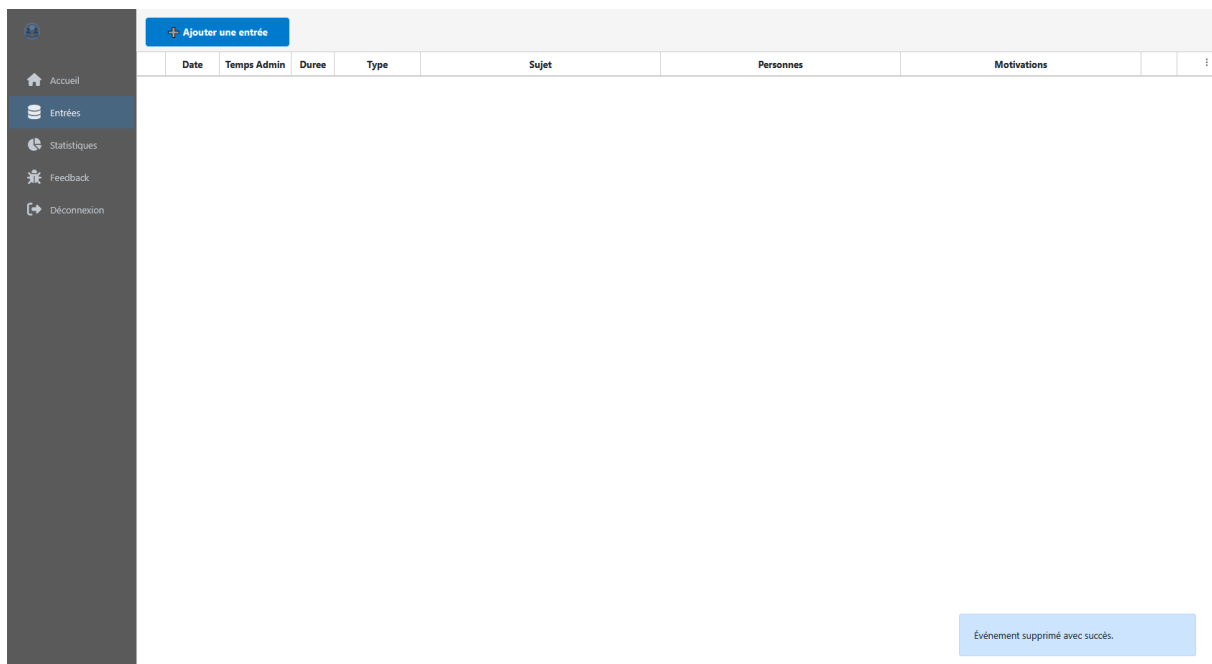 Ajouter une entrée
Date Temps Admin Duree Type Sujet Personnes Motivations
Accueil
Entrées
Statistiques
Feedback
Déconnexion
Événement supprimé avec succès.